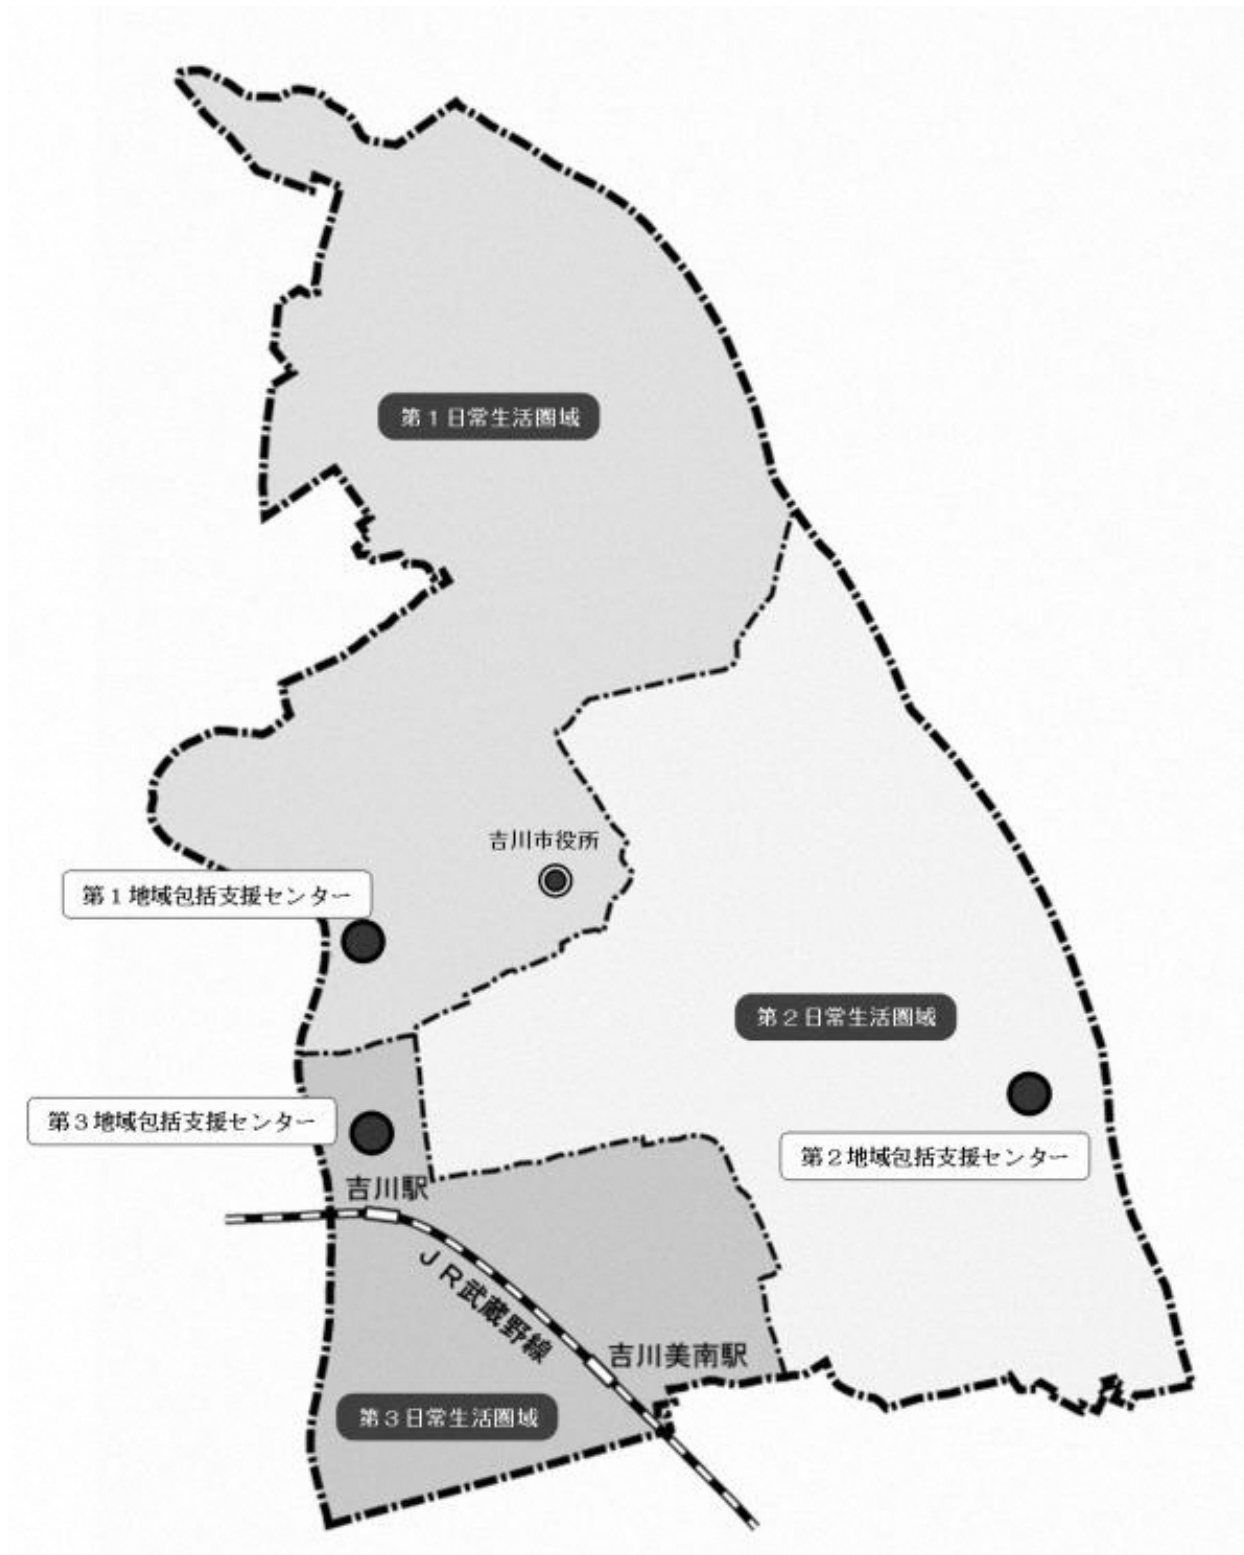 第１日常生活圏域
吉川市役所
第１地域包括支援センター
第２日常生活圏域
第３地域包括支援センター
第２地域包括支援センター
吉川駅
ＪＲ武蔵野線
吉川美南駅
第３日常生活圏域